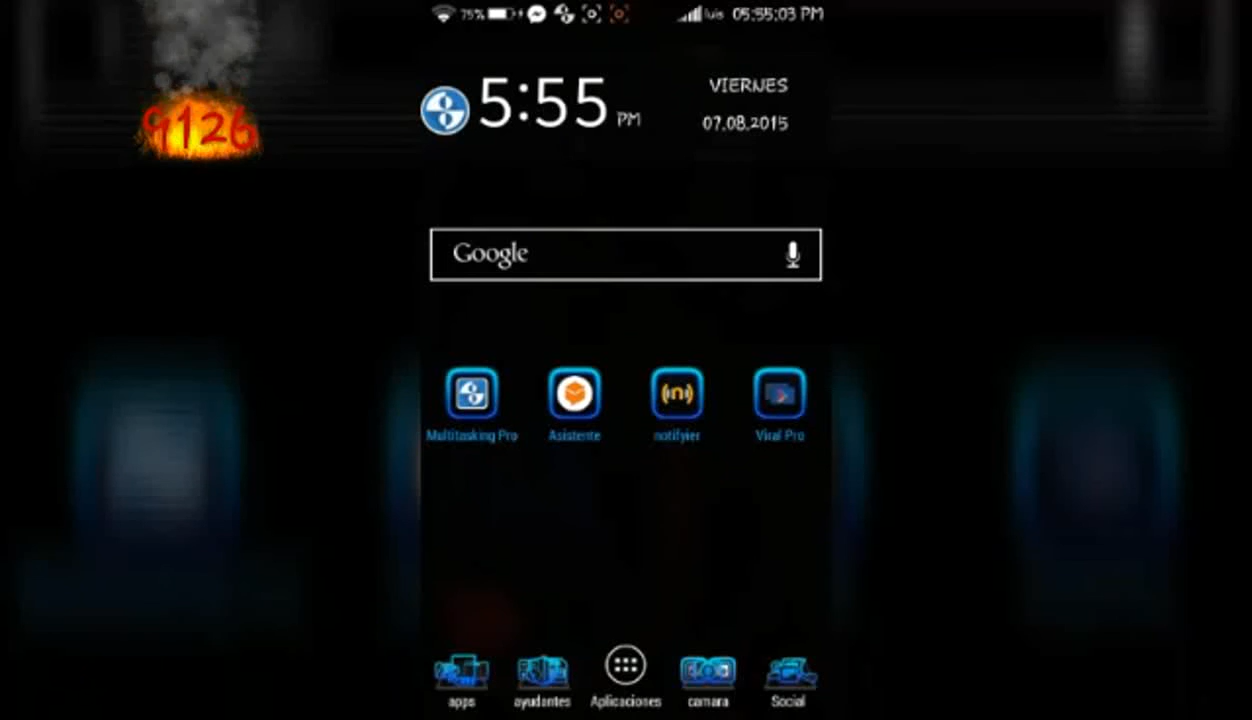 75% luis 05:55:03 PM
9126
5:55 PM
VIERNES
07.08.2015
Google
(n)
Multitasking Pro Asistente notifyier Viral Pro
apps ayudantes Aplicaciones camara Social